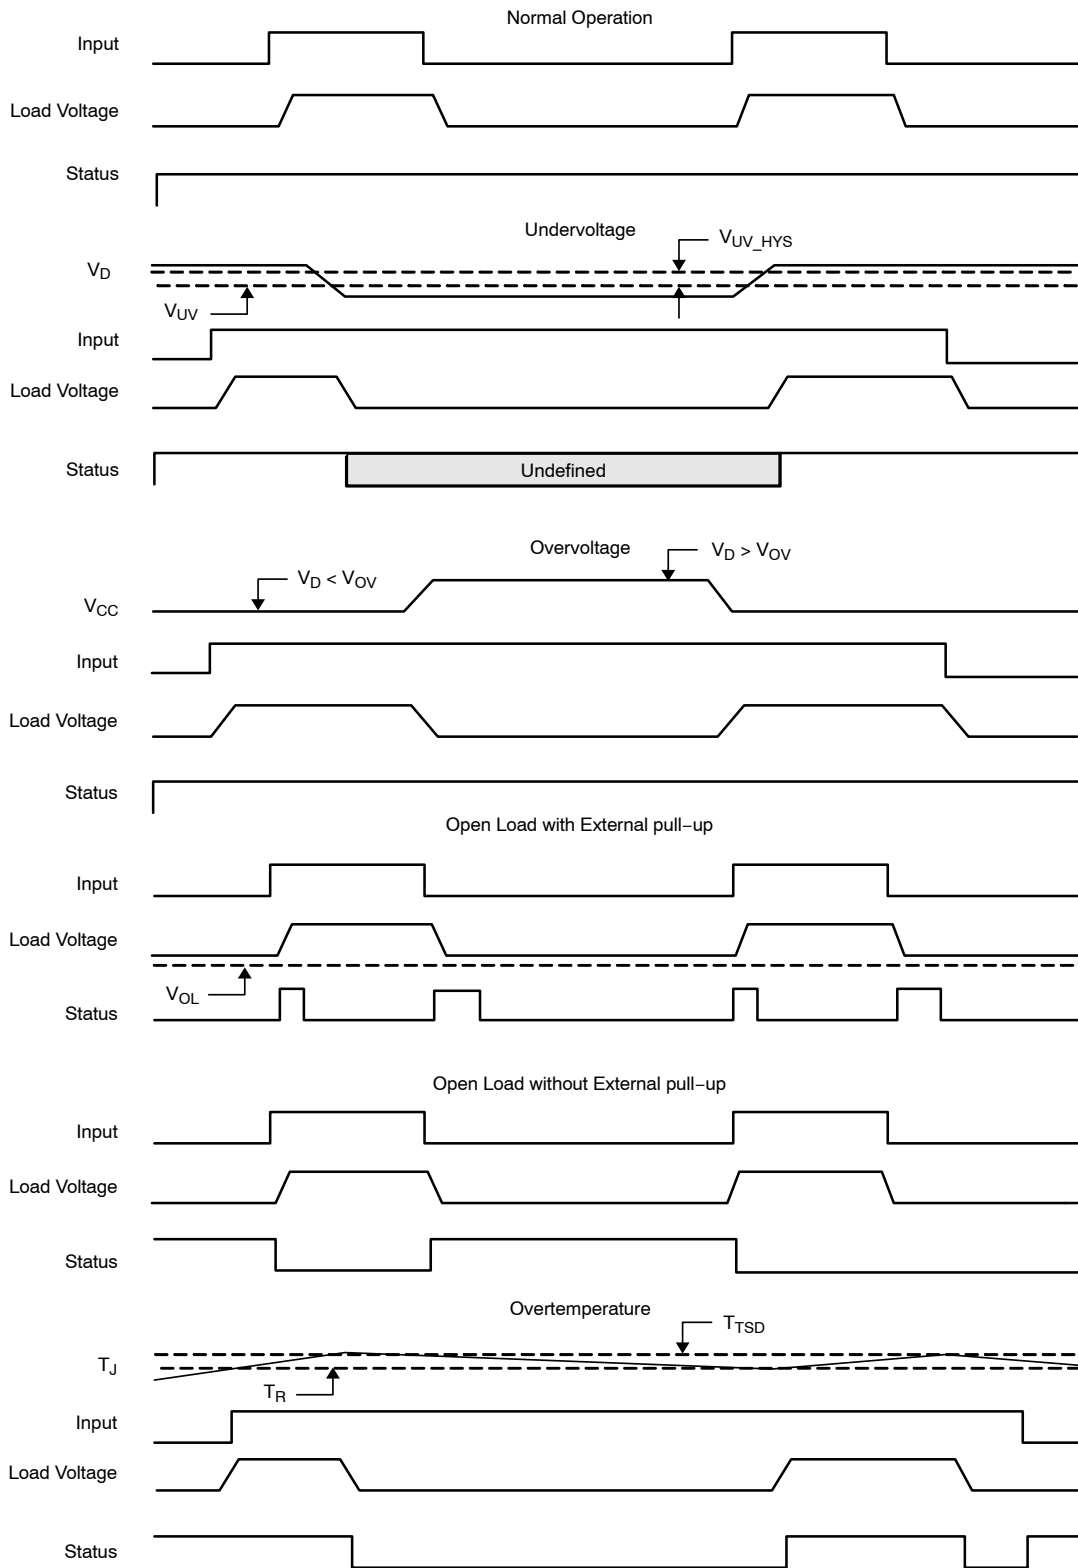 Normal Operation
Input
Load Voltage
Status
Undervoltage
V_UV_HYS
V_D
V_UV
Input
Load Voltage
Status
Undefined
Overvoltage
V_D > V_OV
V_D < V_OV
V_CC
Input
Load Voltage
Status
Open Load with External pull−up
Input
Load Voltage
V_OL
Status
Open Load without External pull−up
Input
Load Voltage
Status
Overtemperature
T_TSD
T_J
T_R
Input
Load Voltage
Status